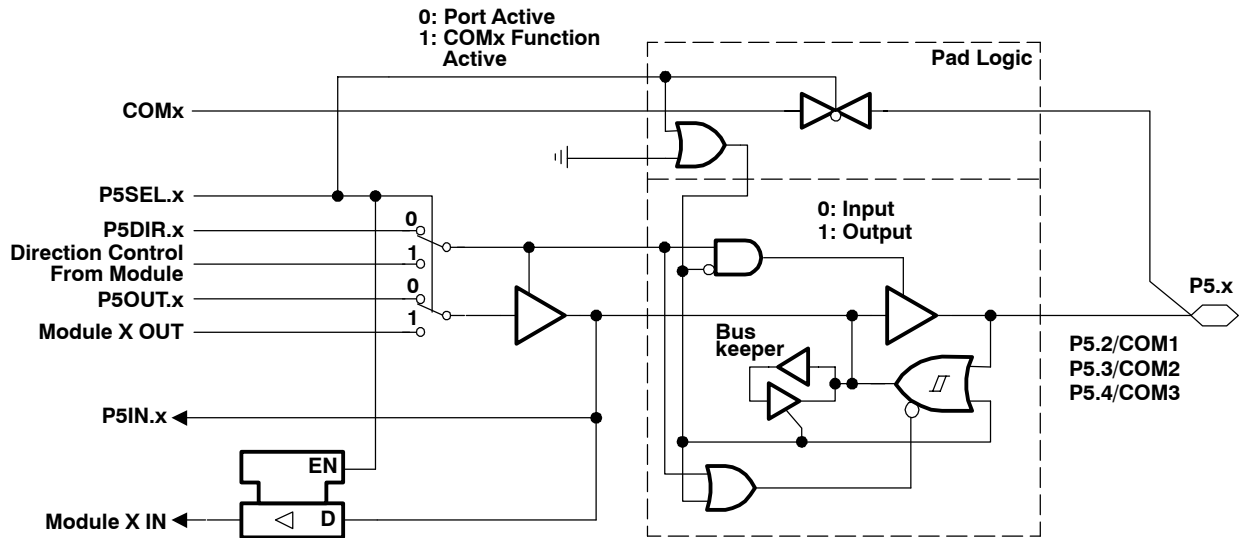 0: Port Active
1: COMx Function
Active
Pad Logic
COMx
P5SEL.x
0: Input
1: Output
P5DIR.x
0
Direction Control
From Module
1
P5OUT.x
0
Module X OUT
1
P5.x
Bus
keeper
P5.2/COM1
P5.3/COM2
P5.4/COM3
P5IN.x
EN
Module X IN
D